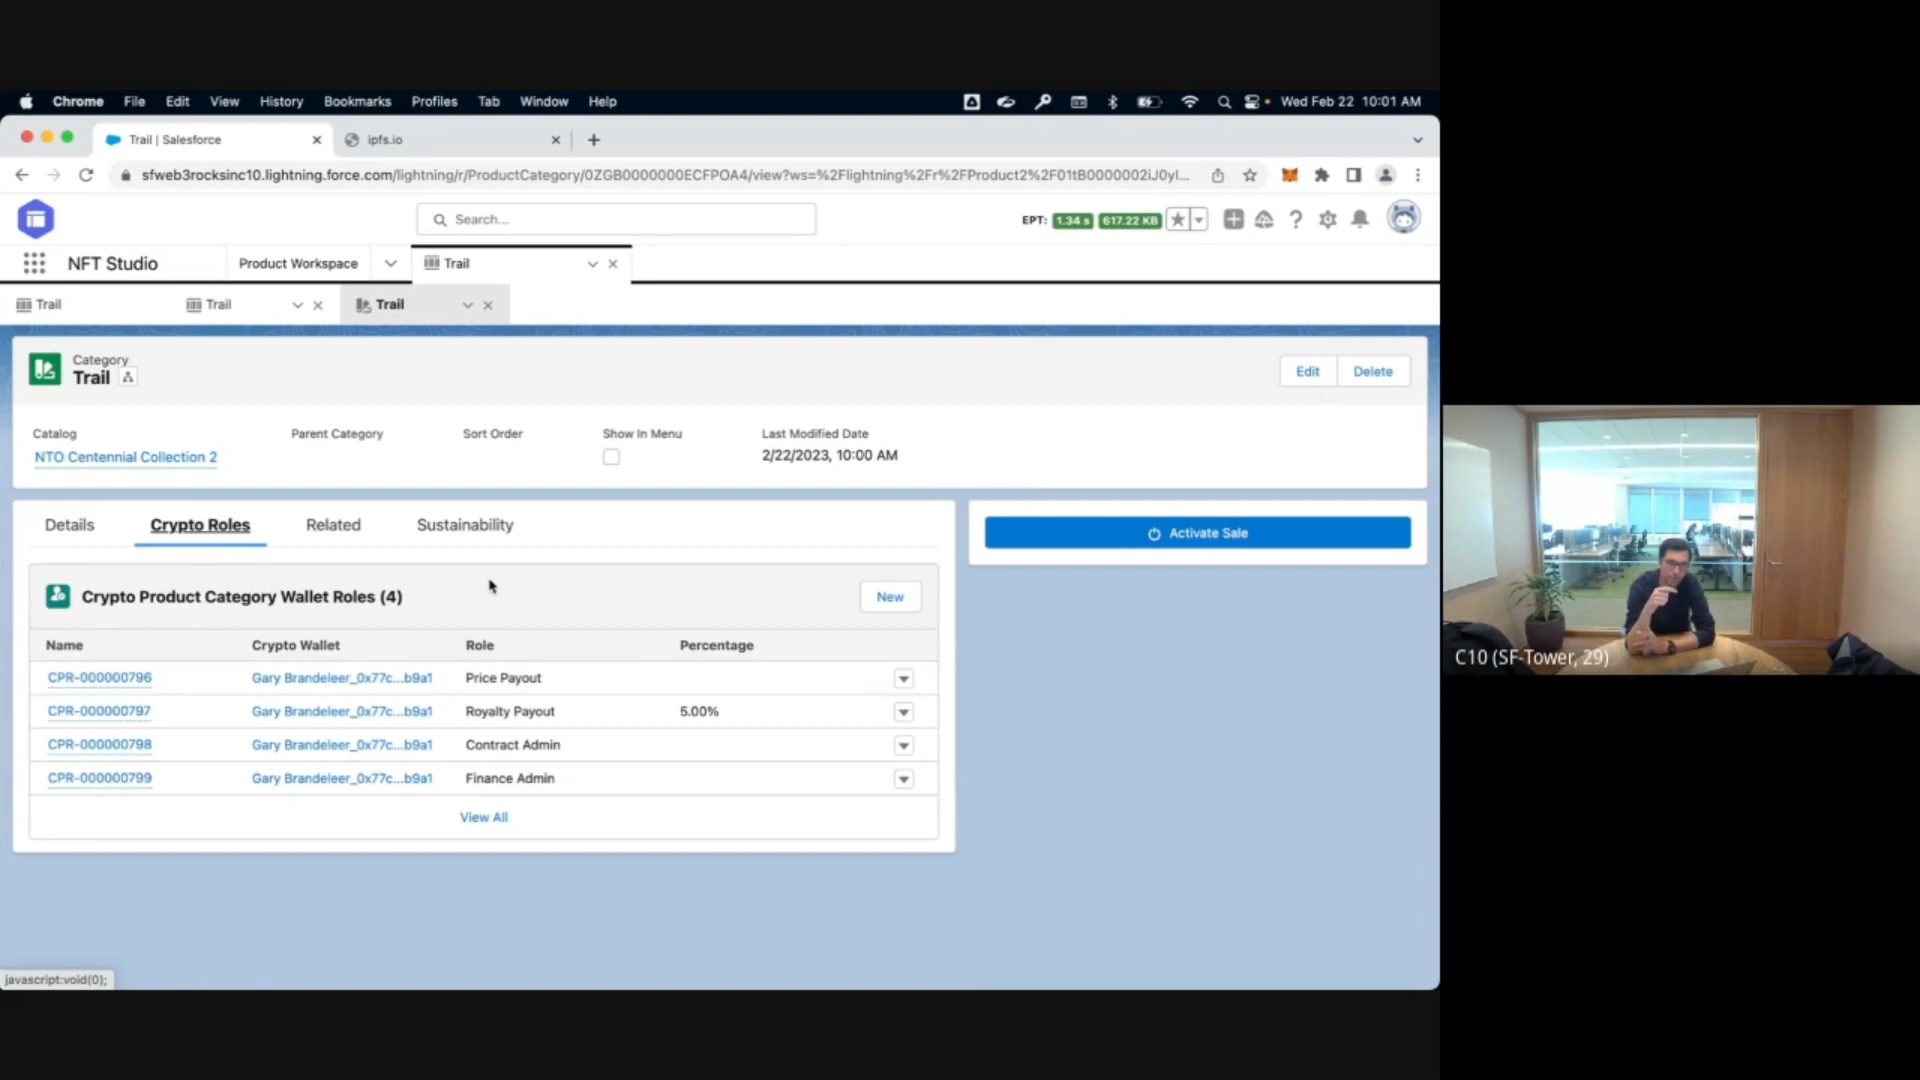 Chrome File Edit View History Bookmarks Profiles Tab Window Help Wed Feb 22 10:01 AM
Trail | Salesforce ipfs.io
sfweb3rocksinc10.lightning.force.com/lightning/r/ProductCategory/0ZGB0000000ECFPOA4/view?ws=%2Flightning%2Fr%2FProduct2%2F01tB0000002iJ0yI...
Search... EPT: 1.34 s 617.22 KB
NFT Studio Product Workspace Trail
Trail Trail Trail
Category
Trail Edit Delete
Catalog Parent Category Sort Order Show In Menu Last Modified Date
NTO Centennial Collection 2 2/22/2023, 10:00 AM
Details Crypto Roles Related Sustainability Activate Sale
Crypto Product Category Wallet Roles (4) New
Name Crypto Wallet Role Percentage
CPR-000000796 Gary Brandeleer_0x77c...b9a1 Price Payout
CPR-000000797 Gary Brandeleer_0x77c...b9a1 Royalty Payout 5.00%
CPR-000000798 Gary Brandeleer_0x77c...b9a1 Contract Admin
CPR-000000799 Gary Brandeleer_0x77c...b9a1 Finance Admin
View All
javascript:void(0);
C10 (SF-Tower, 29)